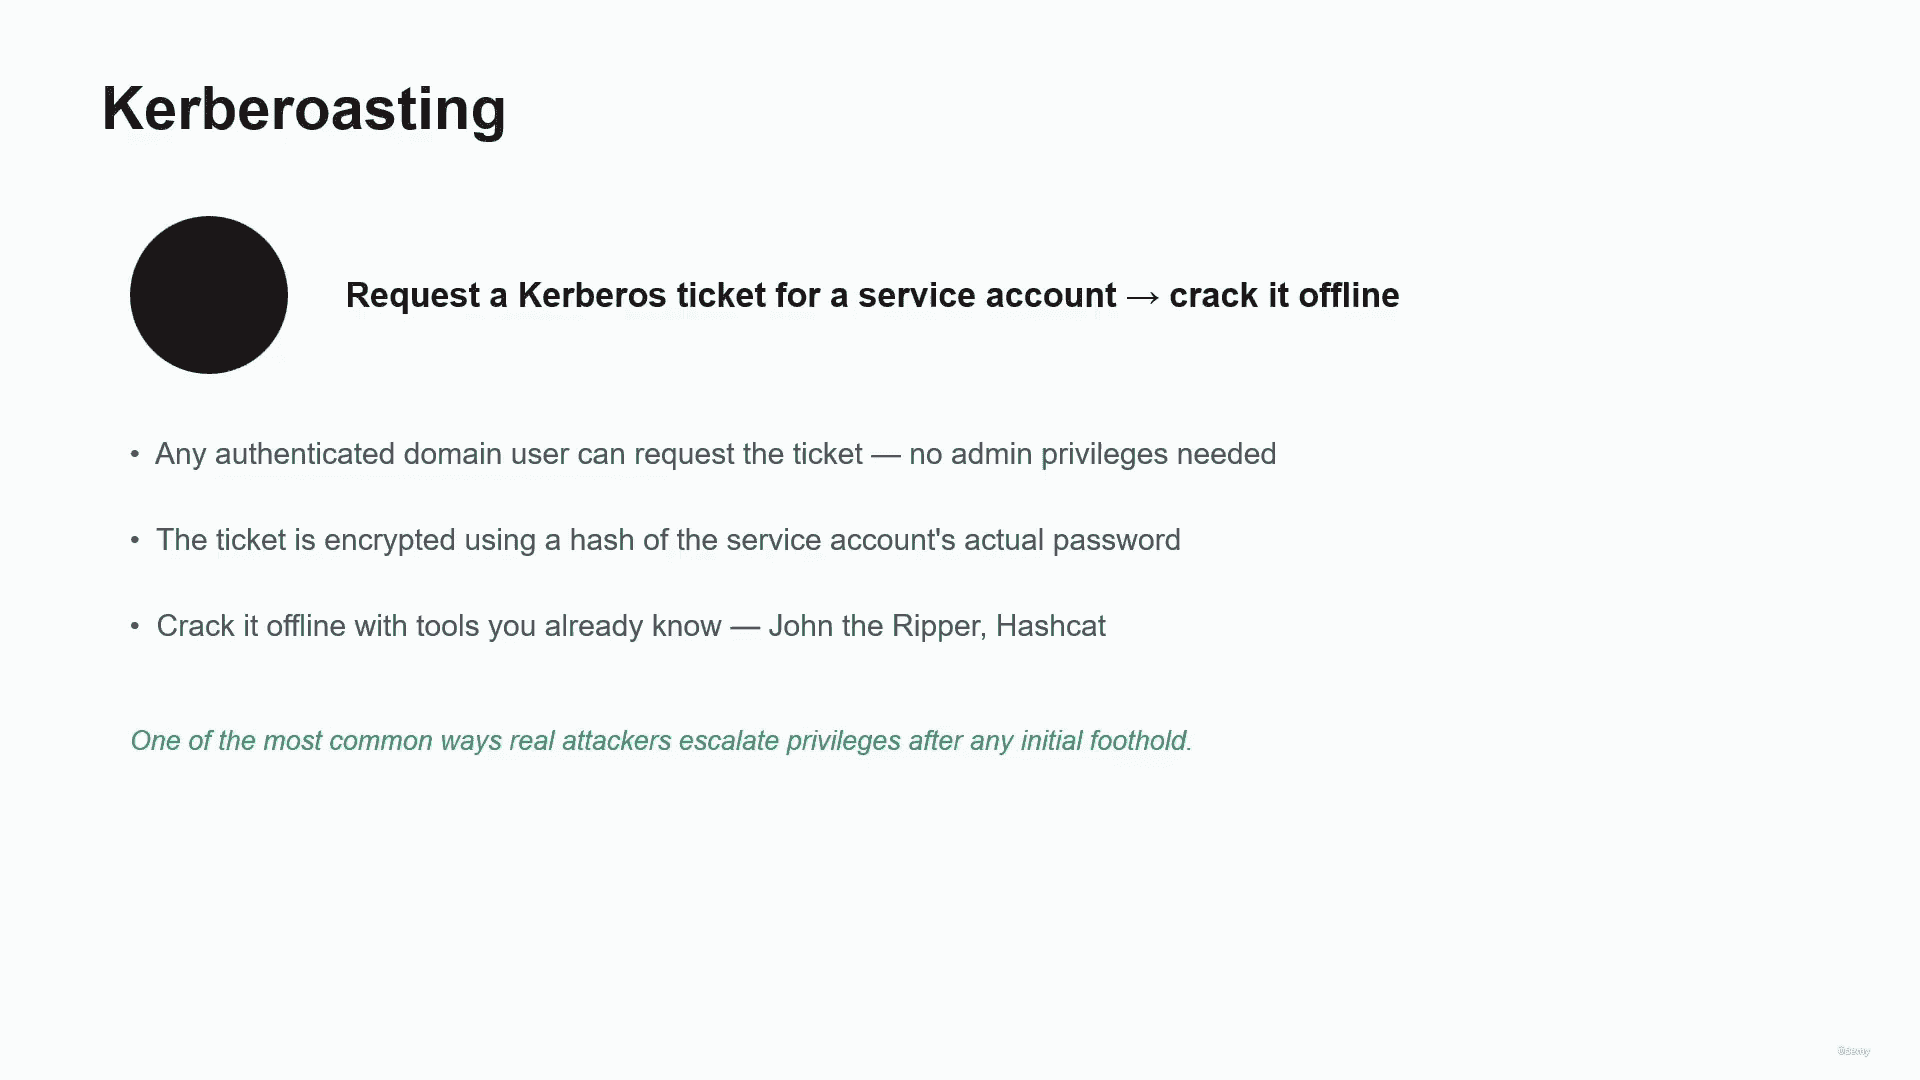 Kerberoasting
Request a Kerberos ticket for a service account → crack it offline
• Any authenticated domain user can request the ticket — no admin privileges needed
• The ticket is encrypted using a hash of the service account's actual password
• Crack it offline with tools you already know — John the Ripper, Hashcat
One of the most common ways real attackers escalate privileges after any initial foothold.